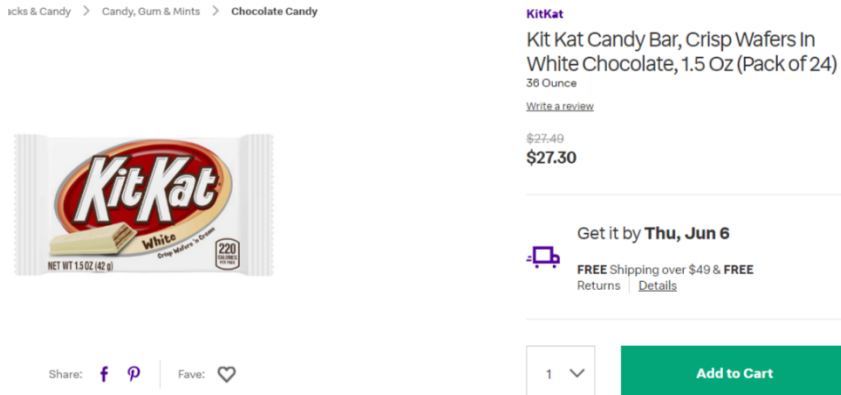 acks & Candy > Candy, Gum & Mints > Chocolate Candy
KitKat
Kit Kat Candy Bar, Crisp Wafers In
White Chocolate, 1.5 Oz (Pack of 24)
36 Ounce
Write a review
$27.49
$27.30
KitKat
White
Crisp Wafers 'n Creme
220
CALORIES
PER PACK
NET WT 1.5 OZ (42 g)
Get it by Thu, Jun 6
FREE Shipping over $49 & FREE
Returns | Details
Share:
Fave:
1
Add to Cart